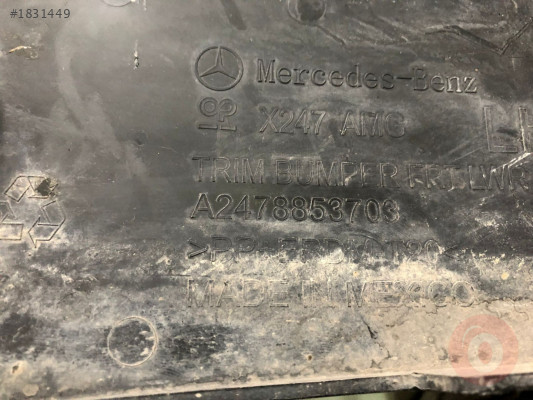 #1831449
Mercedes-Benz
X247 AMG
TRIM BUMPER FRT LWR
A2478853703
MADE IN MEXICO